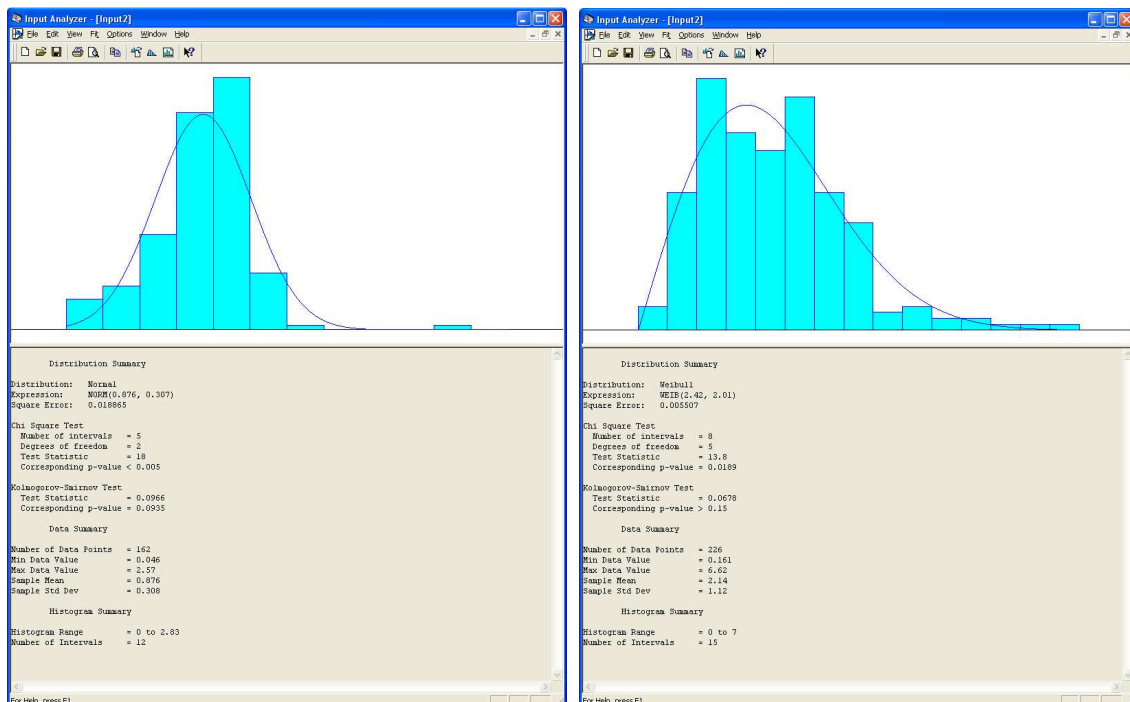 Input Analyzer - [Input2]
File Edit View Fit Options Window Help
Distribution Summary
Distribution: Normal
Expression: NORM(0.876, 0.307)
Square Error: 0.018865
Chi Square Test
Number of intervals = 5
Degrees of freedom = 2
Test Statistic = 18
Corresponding p-value < 0.005
Kolmogorov-Smirnov Test
Test Statistic = 0.0966
Corresponding p-value = 0.0935
Data Summary
Number of Data Points = 162
Min Data Value = 0.046
Max Data Value = 2.57
Sample Mean = 0.876
Sample Std Dev = 0.308
Histogram Summary
Histogram Range = 0 to 2.83
Number of Intervals = 12
For Help, press F1
Input Analyzer - [Input2]
File Edit View Fit Options Window Help
Distribution Summary
Distribution: Weibull
Expression: WEIB(2.42, 2.01)
Square Error: 0.005507
Chi Square Test
Number of intervals = 8
Degrees of freedom = 5
Test Statistic = 13.8
Corresponding p-value = 0.0189
Kolmogorov-Smirnov Test
Test Statistic = 0.0678
Corresponding p-value > 0.15
Data Summary
Number of Data Points = 226
Min Data Value = 0.161
Max Data Value = 6.62
Sample Mean = 2.14
Sample Std Dev = 1.12
Histogram Summary
Histogram Range = 0 to 7
Number of Intervals = 15
For Help, press F1